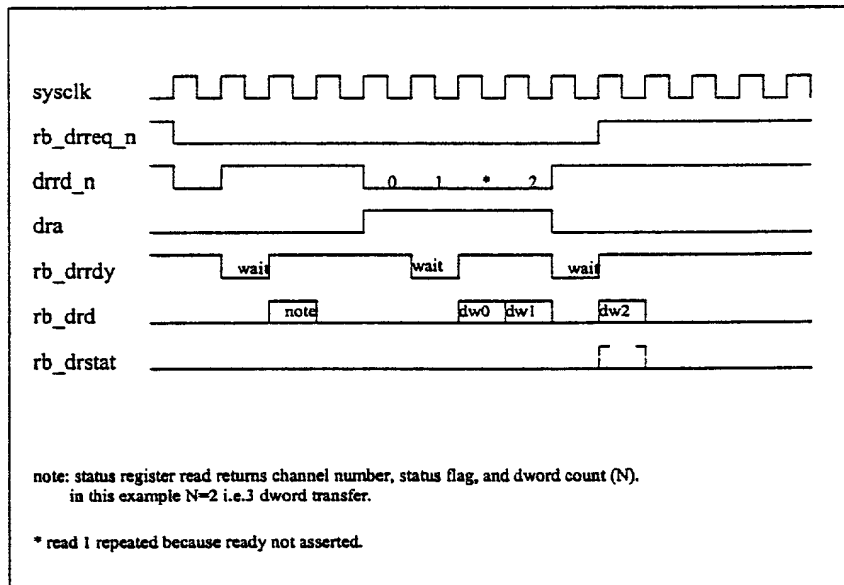 sysclk
rb_drreq_n
drrd_n 0 1 * 2
dra
rb_drrdy wait wait wait
rb_drd note dw0 dw1 dw2
rb_drstat
note: status register read returns channel number, status flag, and dword count (N).
in this example N=2 i.e.3 dword transfer.
* read 1 repeated because ready not asserted.